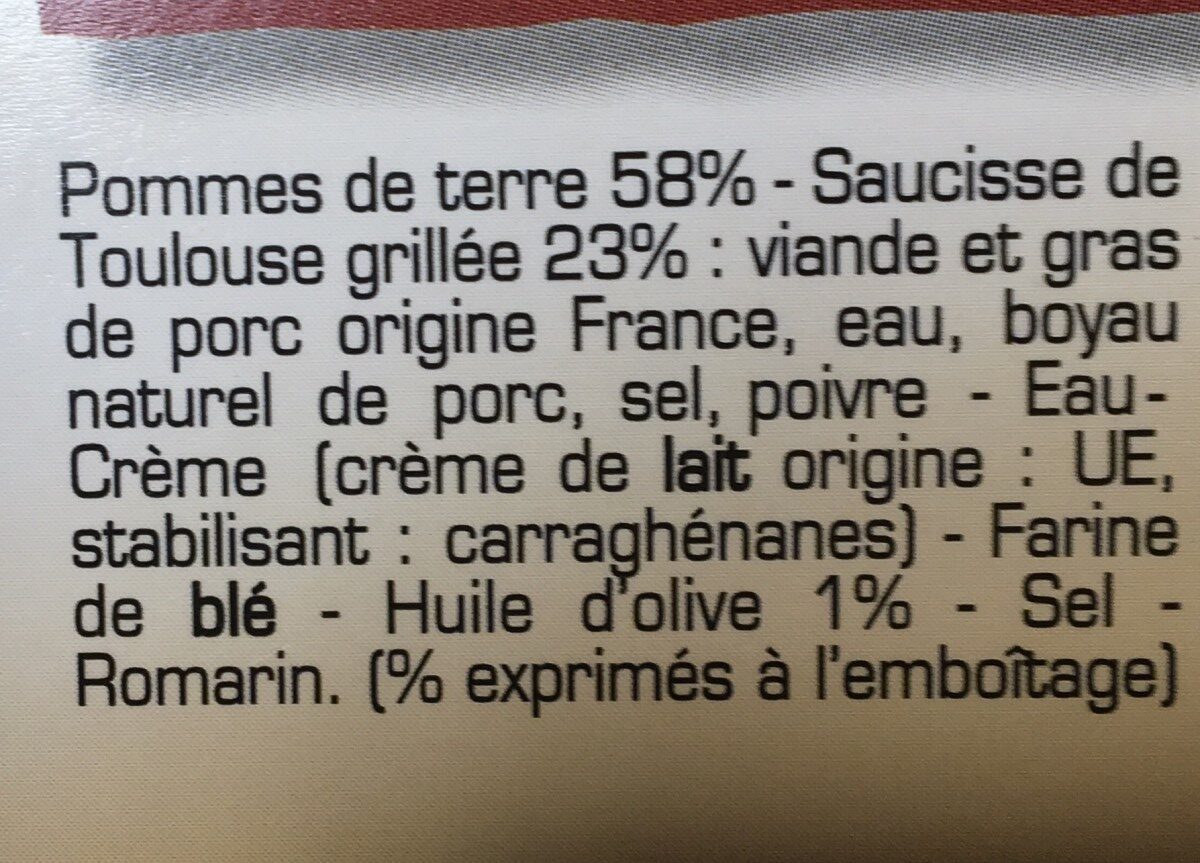 Pommes de terre 58% - Saucisse de
Toulouse grillée 23% : viande et gras
de porc origine France, eau, boyau
naturel de porc, sel, poivre - Eau-
Crème (crème de lait origine : UE,
stabilisant : carraghénanes) - Farine
de blé - Huile d'olive 1% - Sel -
Romarin. (% exprimés à l'emboîtage)